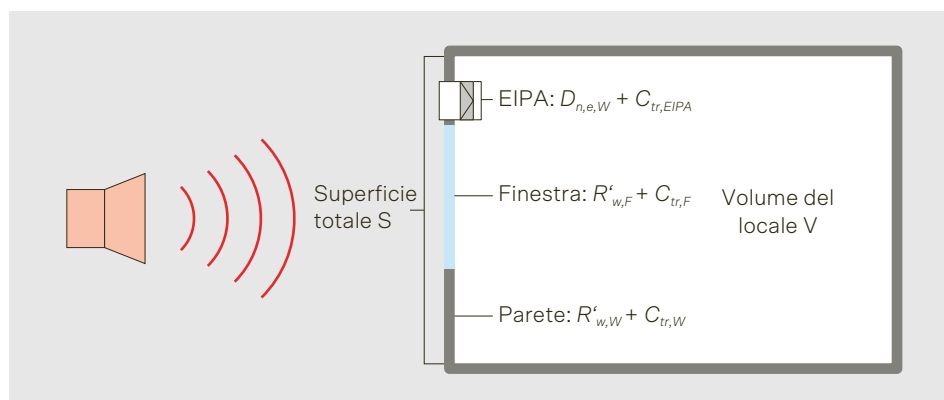 EIPA: Dn,e,W + Ctr,EIPA
Superficie
totale S
Finestra: R‘w,F + Ctr,F
Volume del
locale V
Parete: R‘w,W + Ctr,W